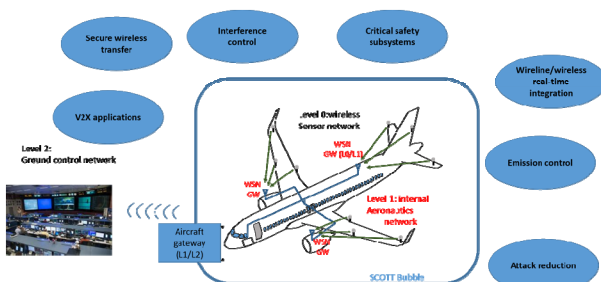 Secure wireless
transfer
Interference
control
Critical safety
subsystems
Wireline/wireless
real-time
integration
V2X applications
Level 2:
Ground control network
Level 0:wireless
Sensor network
WSN
GW (L0/L1)
WSN
GW
Level 1: internal
Aeronautics
network
WSN
GW
Emission control
Aircraft
gateway
(L1/L2)
SCOTT Bubble
Attack reduction